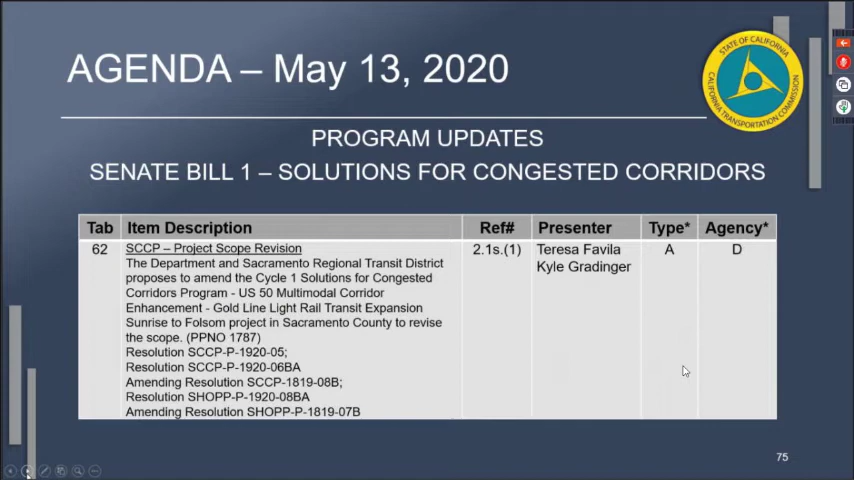 AGENDA – May 13, 2020
STATE OF CALIFORNIA
CALIFORNIA TRANSPORTATION COMMISSION
PROGRAM UPDATES
SENATE BILL 1 – SOLUTIONS FOR CONGESTED CORRIDORS
Tab Item Description Ref# Presenter Type* Agency*
62 SCCP – Project Scope Revision 2.1s.(1) Teresa Favila A D
Kyle Gradinger
The Department and Sacramento Regional Transit District
proposes to amend the Cycle 1 Solutions for Congested
Corridors Program - US 50 Multimodal Corridor
Enhancement - Gold Line Light Rail Transit Expansion
Sunrise to Folsom project in Sacramento County to revise
the scope. (PPNO 1787)
Resolution SCCP-P-1920-05;
Resolution SCCP-P-1920-06BA
Amending Resolution SCCP-1819-08B;
Resolution SHOPP-P-1920-08BA
Amending Resolution SHOPP-P-1819-07B
75